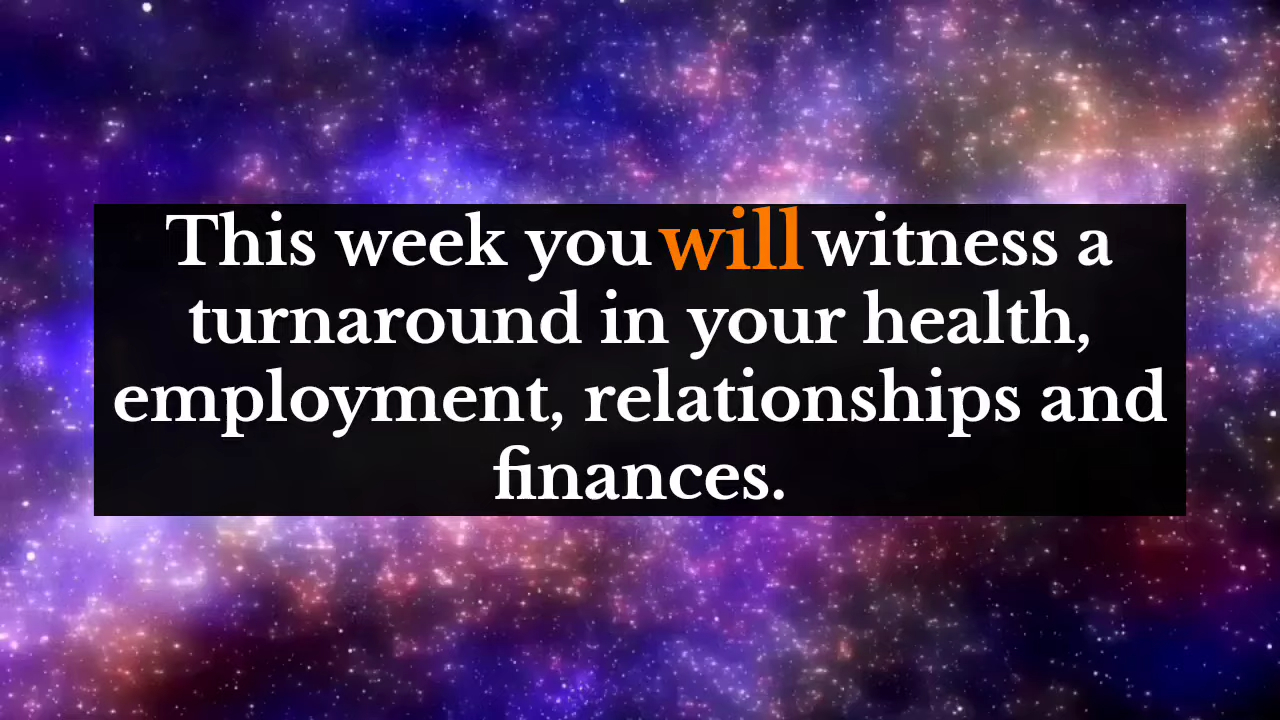 This week you will witness a
turnaround in your health,
employment, relationships and
finances.